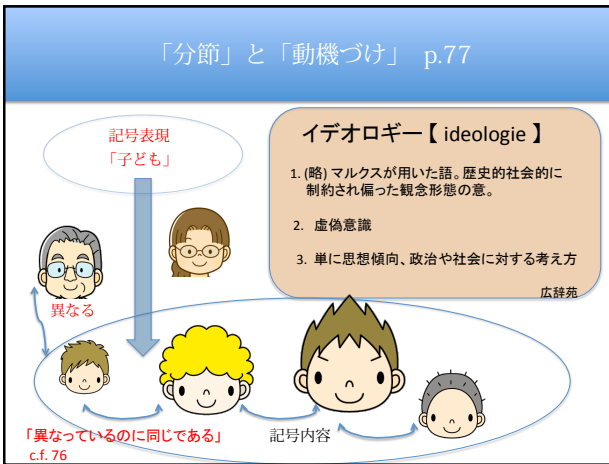 「分節」と「動機づけ」 p.77
記号表現
「子ども」
イデオロギー【 ideologie 】
1. (略) マルクスが用いた語。歴史的社会的に
制約され偏った観念形態の意。
2. 虚偽意識
3. 単に思想傾向、政治や社会に対する考え方
広辞苑
異なる
「異なっているのに同じである」
c.f. 76
記号内容